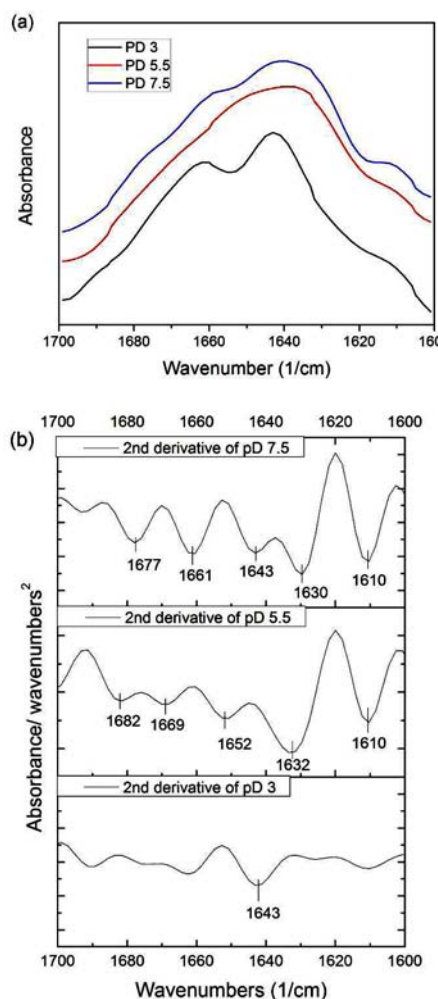 (a)
PD 3
PD 5.5
PD 7.5
Absorbance
1700 1680 1660 1640 1620 160
Wavenumber (1/cm)
(b)
1700 1680 1660 1640 1620 1600
2nd derivative of pD 7.5
1677 1661 1643 1630 1610
2nd derivative of pD 5.5
1682 1669 1652 1632 1610
2nd derivative of pD 3
1643
Absorbance/ wavenumbers²
1700 1680 1660 1640 1620 1600
Wavenumbers (1/cm)